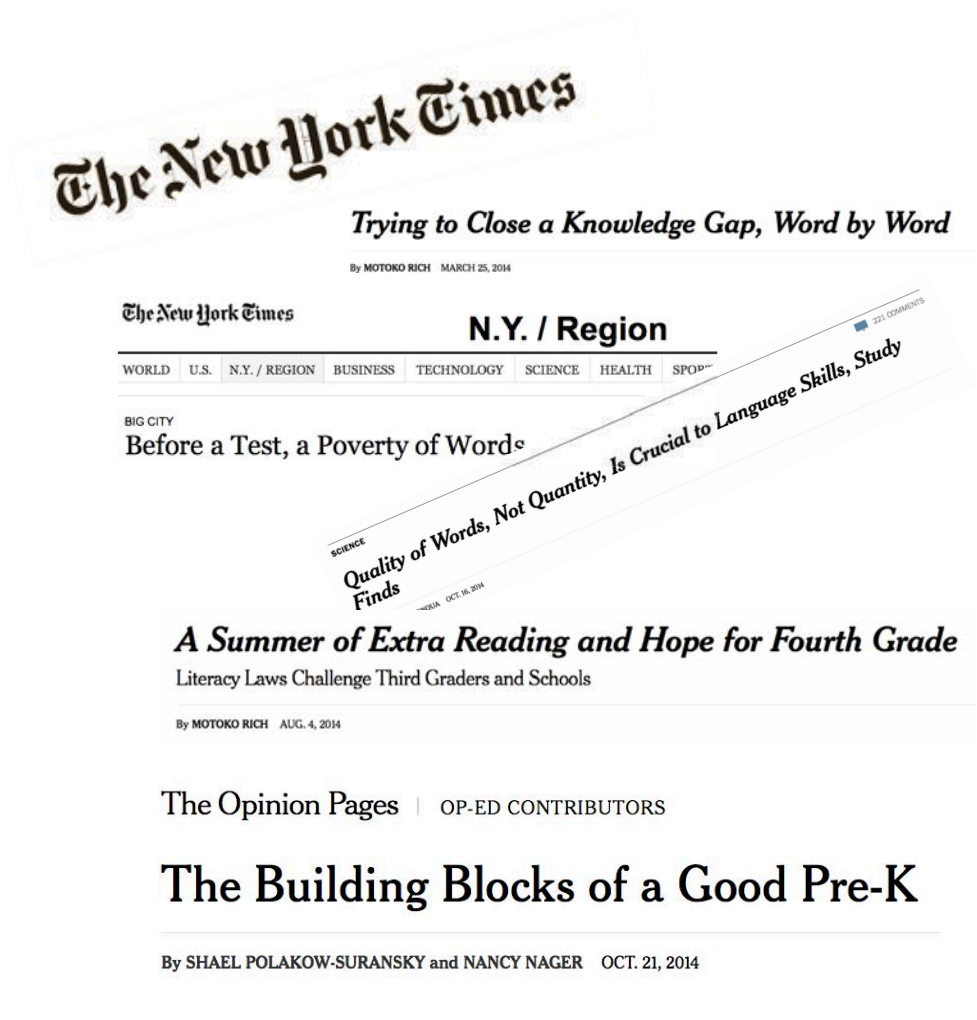 The New York Times
Trying to Close a Knowledge Gap, Word by Word
By MOTOKO RICH MARCH 25, 2014
The New York Times
N.Y. / Region
WORLD U.S. N.Y. / REGION BUSINESS TECHNOLOGY SCIENCE HEALTH
BIG CITY
Before a Test, a Poverty of Words
221 COMMENTS
SCIENCE
Quality of Words, Not Quantity, Is Crucial to Language Skills, Study
Finds
OCT. 16, 2014
A Summer of Extra Reading and Hope for Fourth Grade
Literacy Laws Challenge Third Graders and Schools
By MOTOKO RICH AUG. 4, 2014
The Opinion Pages | OP-ED CONTRIBUTORS
The Building Blocks of a Good Pre-K
By SHAEL POLAKOW-SURANSKY and NANCY NAGER OCT. 21, 2014